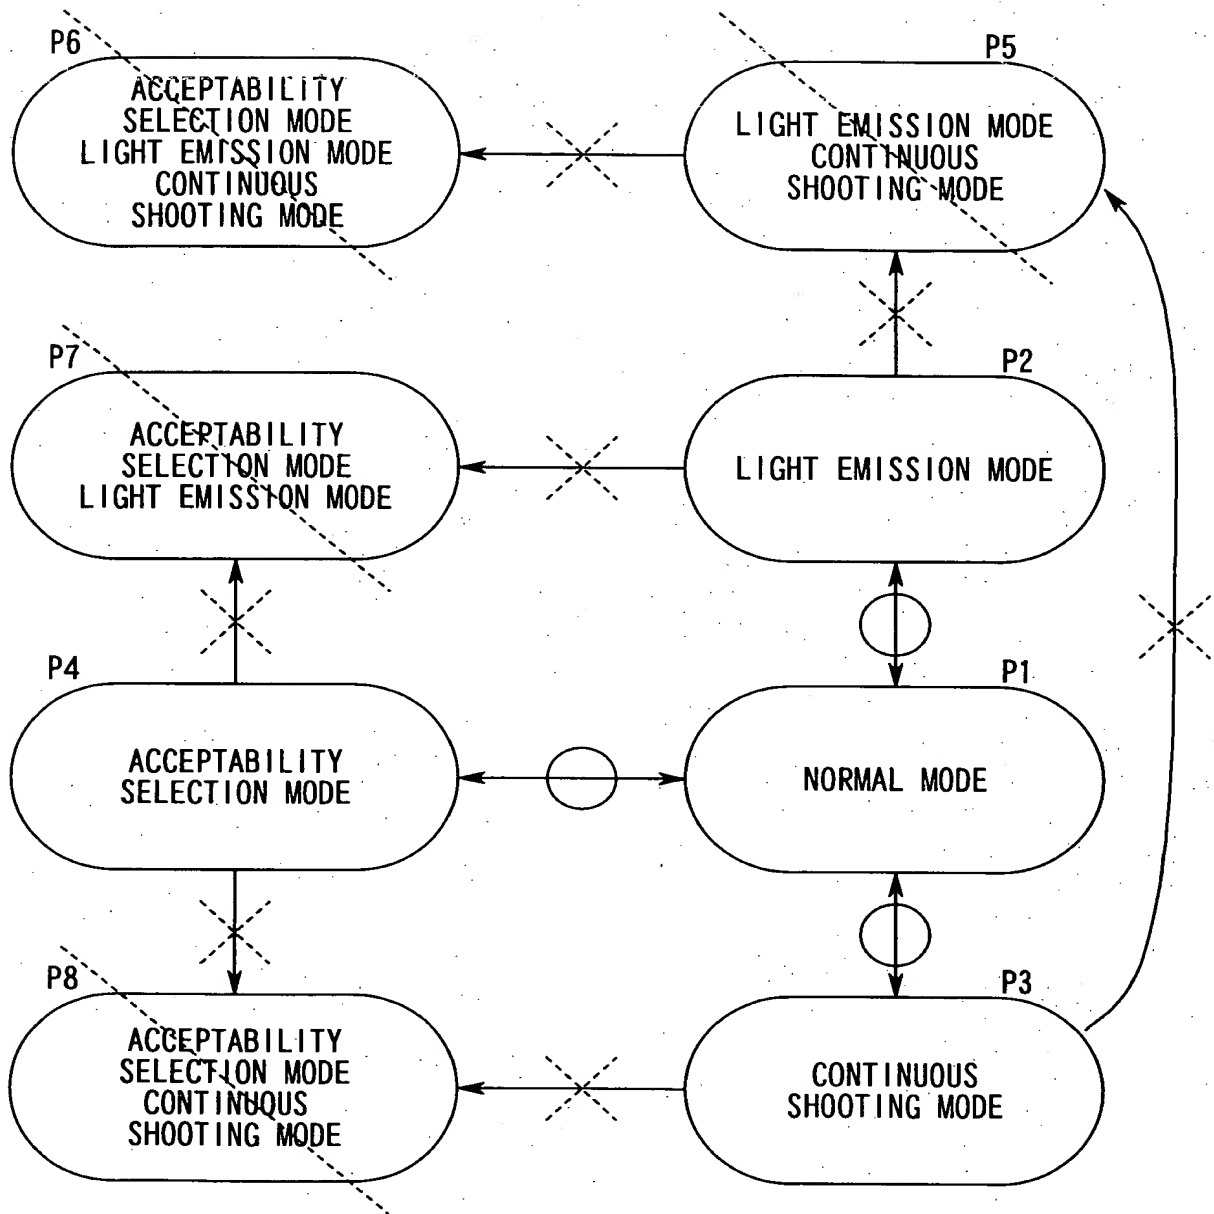 P6
ACCEPTABILITY
SELECTION MODE
LIGHT EMISSION MODE
CONTINUOUS
SHOOTING MODE
P5
LIGHT EMISSION MODE
CONTINUOUS
SHOOTING MODE
P7
ACCEPTABILITY
SELECTION MODE
LIGHT EMISSION MODE
P2
LIGHT EMISSION MODE
P4
ACCEPTABILITY
SELECTION MODE
P1
NORMAL MODE
P8
ACCEPTABILITY
SELECTION MODE
CONTINUOUS
SHOOTING MODE
P3
CONTINUOUS
SHOOTING MODE